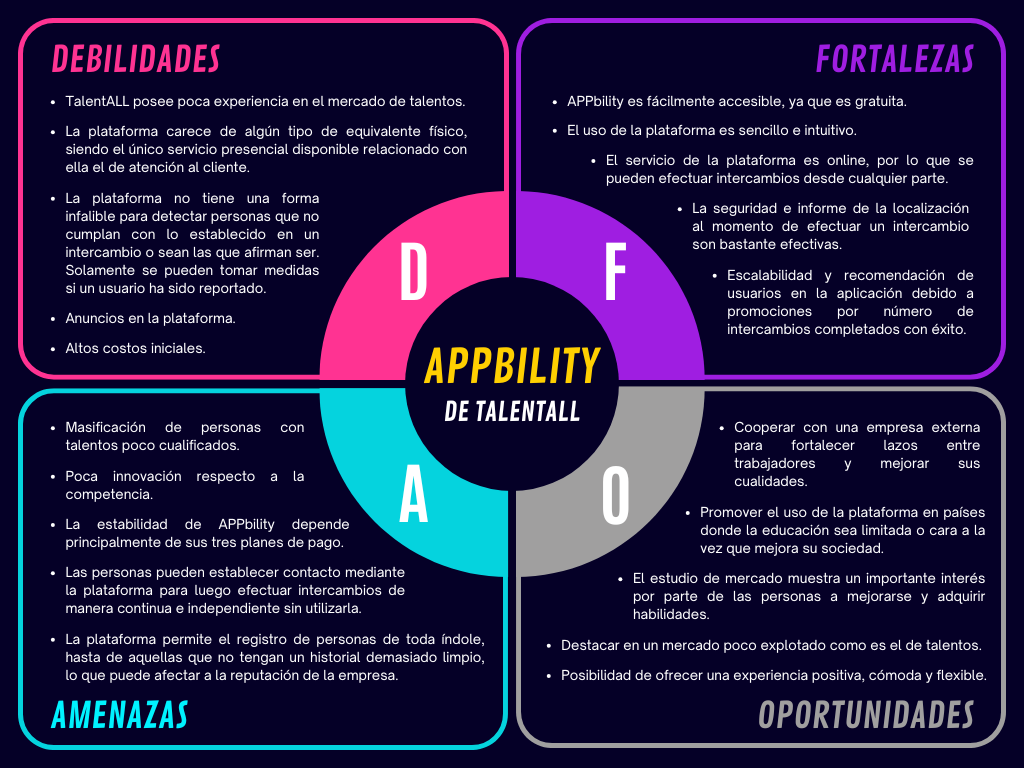 DEBILIDADES
• TalentALL posee poca experiencia en el mercado de talentos.
• La plataforma carece de algún tipo de equivalente físico,
siendo el único servicio presencial disponible relacionado con
ella el de atención al cliente.
• La plataforma no tiene una forma
infalible para detectar personas que no
cumplan con lo establecido en un
intercambio o sean las que afirman ser.
Solamente se pueden tomar medidas
si un usuario ha sido reportado.
• Anuncios en la plataforma.
• Altos costos iniciales.
FORTALEZAS
• APPbility es fácilmente accesible, ya que es gratuita.
• El uso de la plataforma es sencillo e intuitivo.
• El servicio de la plataforma es online, por lo que se
pueden efectuar intercambios desde cualquier parte.
• La seguridad e informe de la localización
al momento de efectuar un intercambio
son bastante efectivas.
• Escalabilidad y recomendación de
usuarios en la aplicación debido a
promociones por número de
intercambios completados con éxito.
D
F
APPBILITY
DE TALENTALL
A
O
• Masificación de personas con
talentos poco cualificados.
• Poca innovación respecto a la
competencia.
• La estabilidad de APPbility depende
principalmente de sus tres planes de pago.
• Las personas pueden establecer contacto mediante
la plataforma para luego efectuar intercambios de
manera continua e independiente sin utilizarla.
• La plataforma permite el registro de personas de toda índole,
hasta de aquellas que no tengan un historial demasiado limpio,
lo que puede afectar a la reputación de la empresa.
AMENAZAS
• Cooperar con una empresa externa
para fortalecer lazos entre
trabajadores y mejorar sus
cualidades.
• Promover el uso de la plataforma en países
donde la educación sea limitada o cara a la
vez que mejora su sociedad.
• El estudio de mercado muestra un importante interés
por parte de las personas a mejorarse y adquirir
habilidades.
• Destacar en un mercado poco explotado como es el de talentos.
• Posibilidad de ofrecer una experiencia positiva, cómoda y flexible.
OPORTUNIDADES